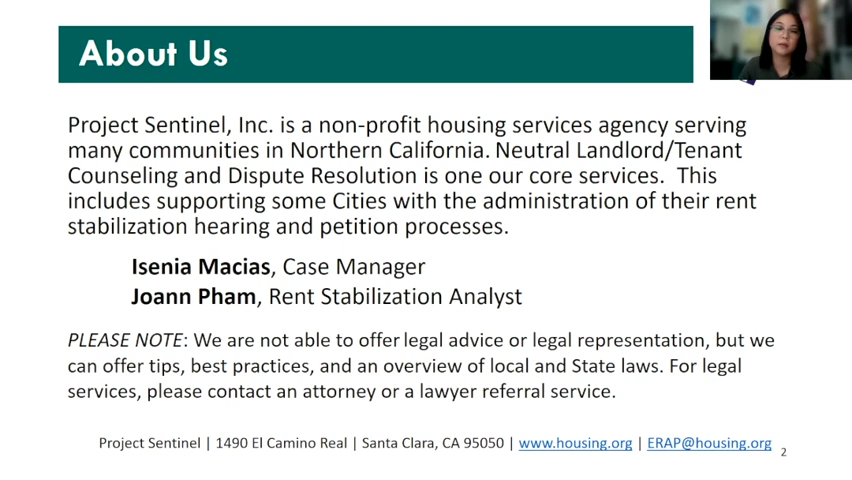 About Us
Project Sentinel, Inc. is a non-profit housing services agency serving
many communities in Northern California. Neutral Landlord/Tenant
Counseling and Dispute Resolution is one our core services.  This
includes supporting some Cities with the administration of their rent
stabilization hearing and petition processes.
Isenia Macias, Case Manager
Joann Pham, Rent Stabilization Analyst
PLEASE NOTE: We are not able to offer legal advice or legal representation, but we
can offer tips, best practices, and an overview of local and State laws. For legal
services, please contact an attorney or a lawyer referral service.
Project Sentinel | 1490 El Camino Real | Santa Clara, CA 95050 | www.housing.org | ERAP@housing.org
2